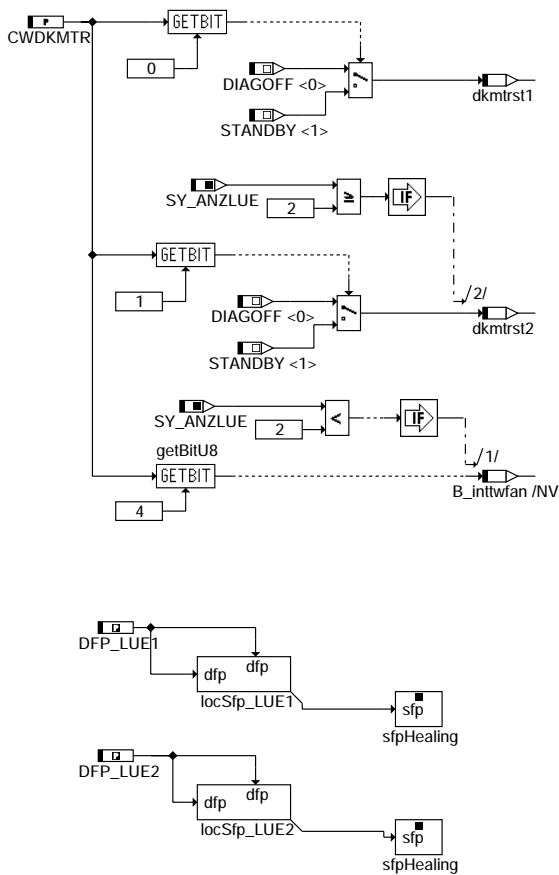 P
GETBIT
CWDKMTR
0
DIAGOFF <0>
dkmtrst1
STANDBY <1>
SY_ANZLUE
2
≥
IF
GETBIT
1
/2/
DIAGOFF <0>
dkmtrst2
STANDBY <1>
SY_ANZLUE
2
<
IF
getBitU8
/1/
GETBIT
B_inttwfan /NV
4
DFP_LUE1
dfp
dfp
locSfp_LUE1
sfp
sfpHealing
DFP_LUE2
dfp
dfp
locSfp_LUE2
sfp
sfpHealing